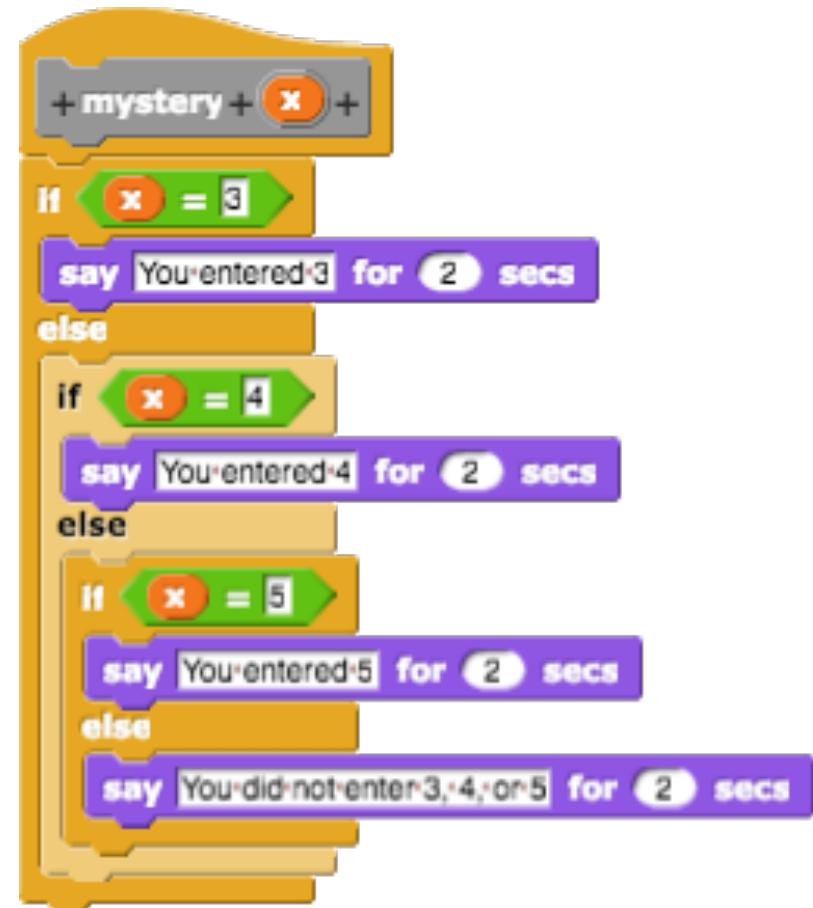 + mystery + x +
if x = 3
say You entered 3 for 2 secs
else
if x = 4
say You entered 4 for 2 secs
else
if x = 5
say You entered 5 for 2 secs
else
say You did not enter 3, 4, or 5 for 2 secs